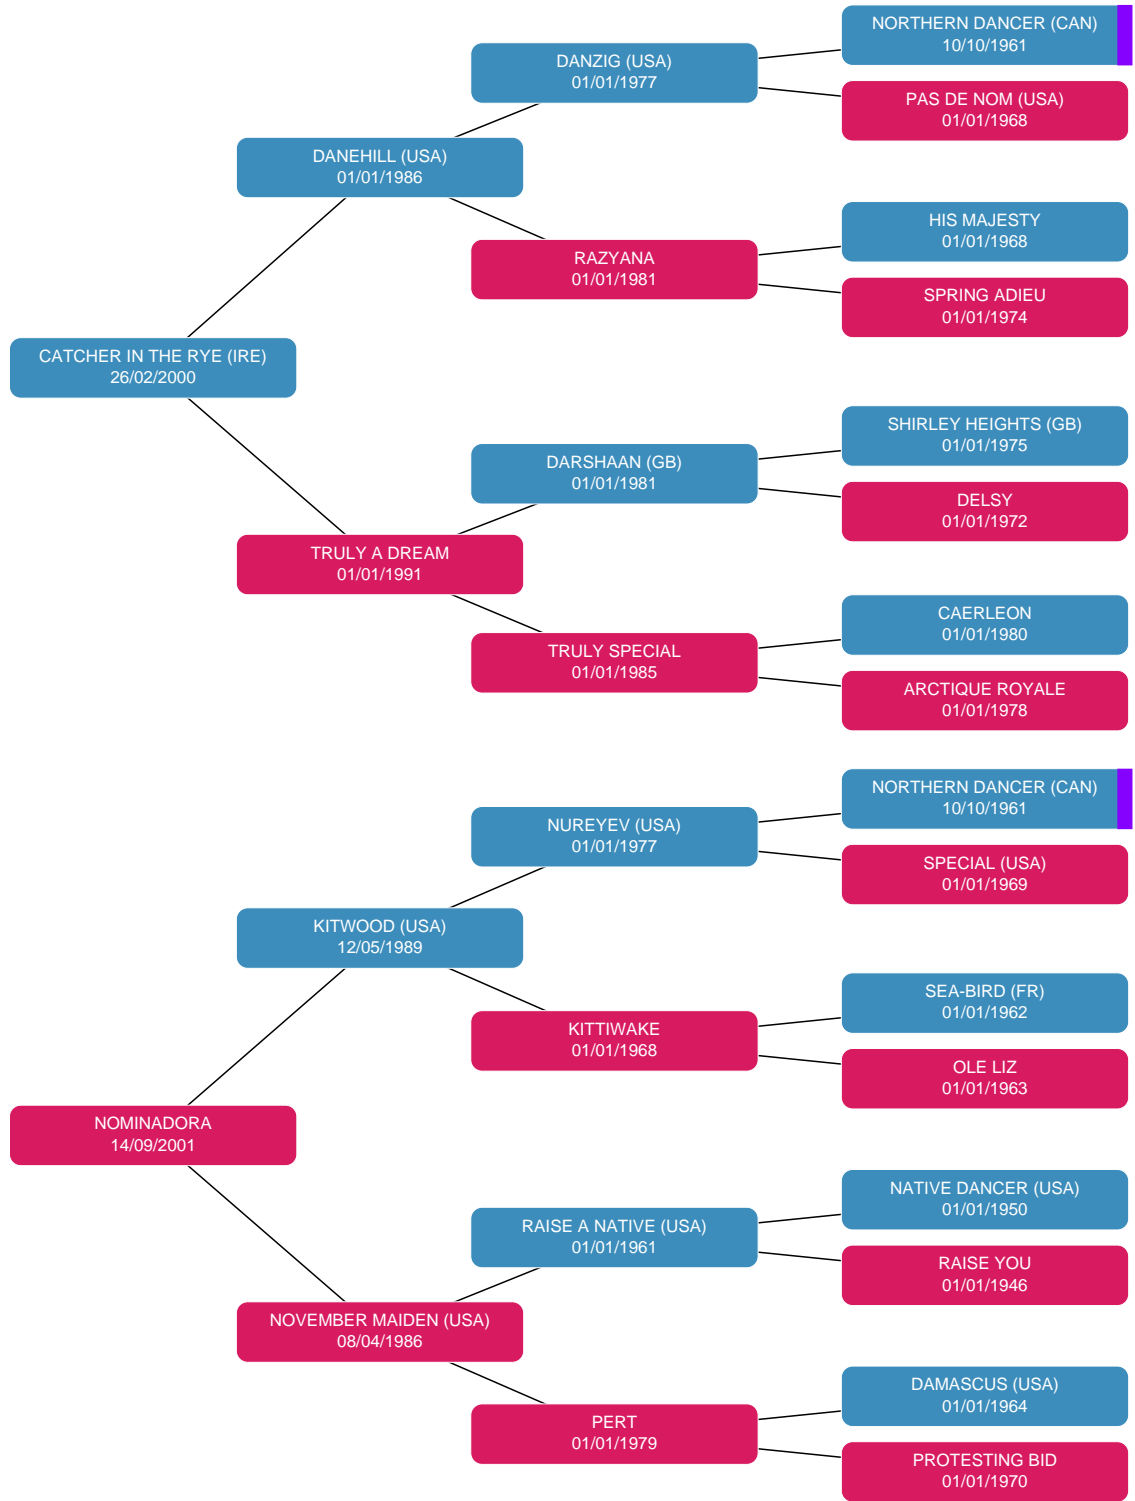 NORTHERN DANCER (CAN)
10/10/1961
DANZIG (USA)
01/01/1977
PAS DE NOM (USA)
01/01/1968
DANEHILL (USA)
01/01/1986
HIS MAJESTY
01/01/1968
RAZYANA
01/01/1981
SPRING ADIEU
01/01/1974
CATCHER IN THE RYE (IRE)
26/02/2000
SHIRLEY HEIGHTS (GB)
01/01/1975
DARSHAAN (GB)
01/01/1981
DELSY
01/01/1972
TRULY A DREAM
01/01/1991
CAERLEON
01/01/1980
TRULY SPECIAL
01/01/1985
ARCTIQUE ROYALE
01/01/1978
NORTHERN DANCER (CAN)
10/10/1961
NUREYEV (USA)
01/01/1977
SPECIAL (USA)
01/01/1969
KITWOOD (USA)
12/05/1989
SEA-BIRD (FR)
01/01/1962
KITTIWAKE
01/01/1968
OLE LIZ
01/01/1963
NOMINADORA
14/09/2001
NATIVE DANCER (USA)
01/01/1950
RAISE A NATIVE (USA)
01/01/1961
RAISE YOU
01/01/1946
NOVEMBER MAIDEN (USA)
08/04/1986
DAMASCUS (USA)
01/01/1964
PERT
01/01/1979
PROTESTING BID
01/01/1970